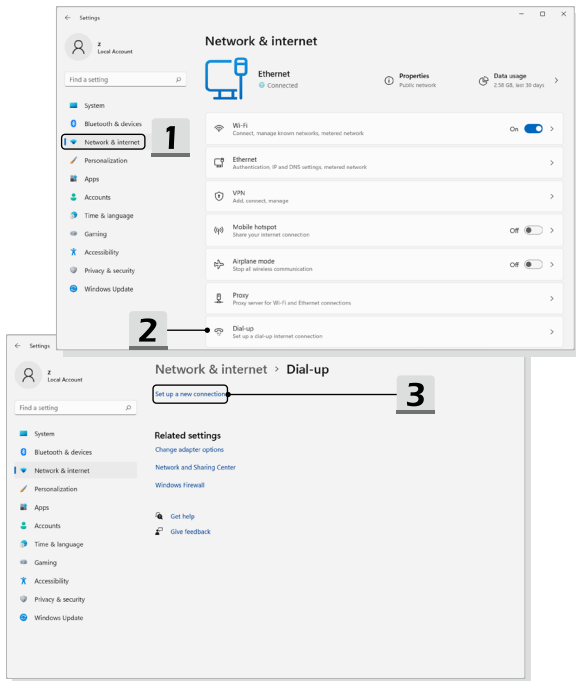 Settings
z
Local Account
Find a setting
System
Bluetooth & devices
Network & internet
Personalization
Apps
Accounts
Time & language
Gaming
Accessibility
Privacy & security
Windows Update
1
Network & internet
Ethernet
Connected
Properties
Public network
Data usage
2.58 GB, last 30 days
Wi-Fi
Connect, manage known networks, metered network
On
Ethernet
Authentication, IP and DNS settings, metered network
VPN
Add, connect, manage
Mobile hotspot
Share your internet connection
Off
Airplane mode
Stop all wireless communication
Off
Proxy
Proxy server for Wi-Fi and Ethernet connections
2
Dial-up
Set up a dial-up internet connection
Settings
z
Local Account
Find a setting
System
Bluetooth & devices
Network & internet
Personalization
Apps
Accounts
Time & language
Gaming
Accessibility
Privacy & security
Windows Update
Network & internet > Dial-up
Set up a new connection
3
Related settings
Change adapter options
Network and Sharing Center
Windows Firewall
Get help
Give feedback